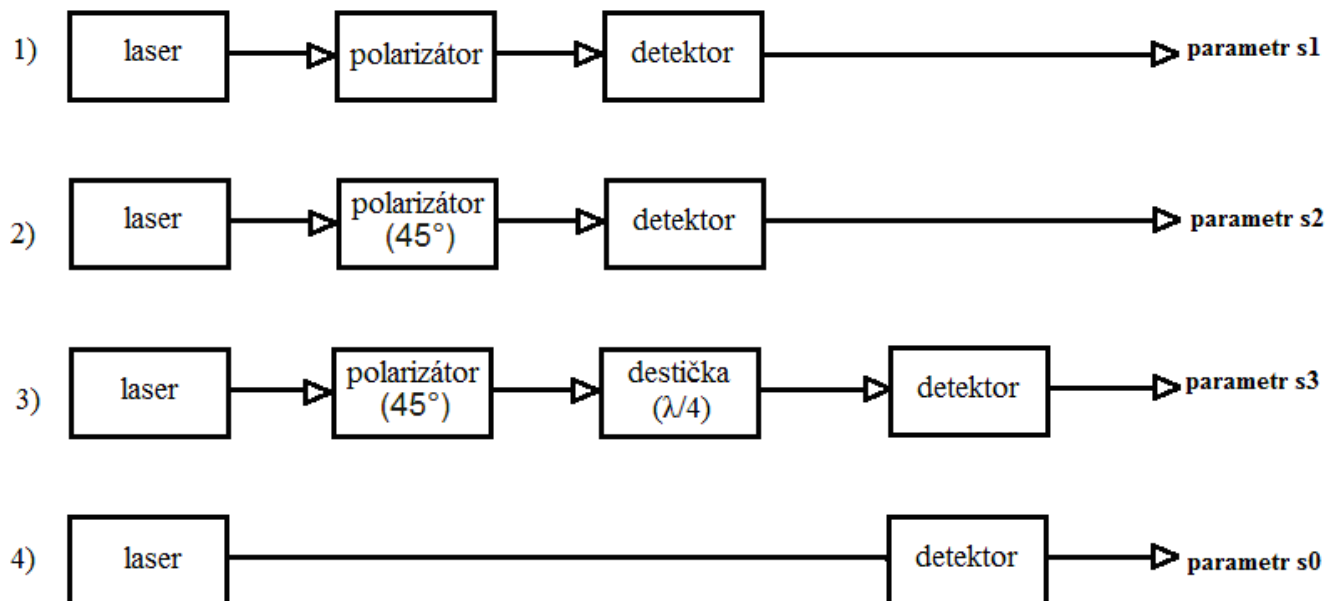 1) laser polarizátor detektor parametr s1
2) laser polarizátor (45°) detektor parametr s2
3) laser polarizátor (45°) destička (λ/4) detektor parametr s3
4) laser detektor parametr s0